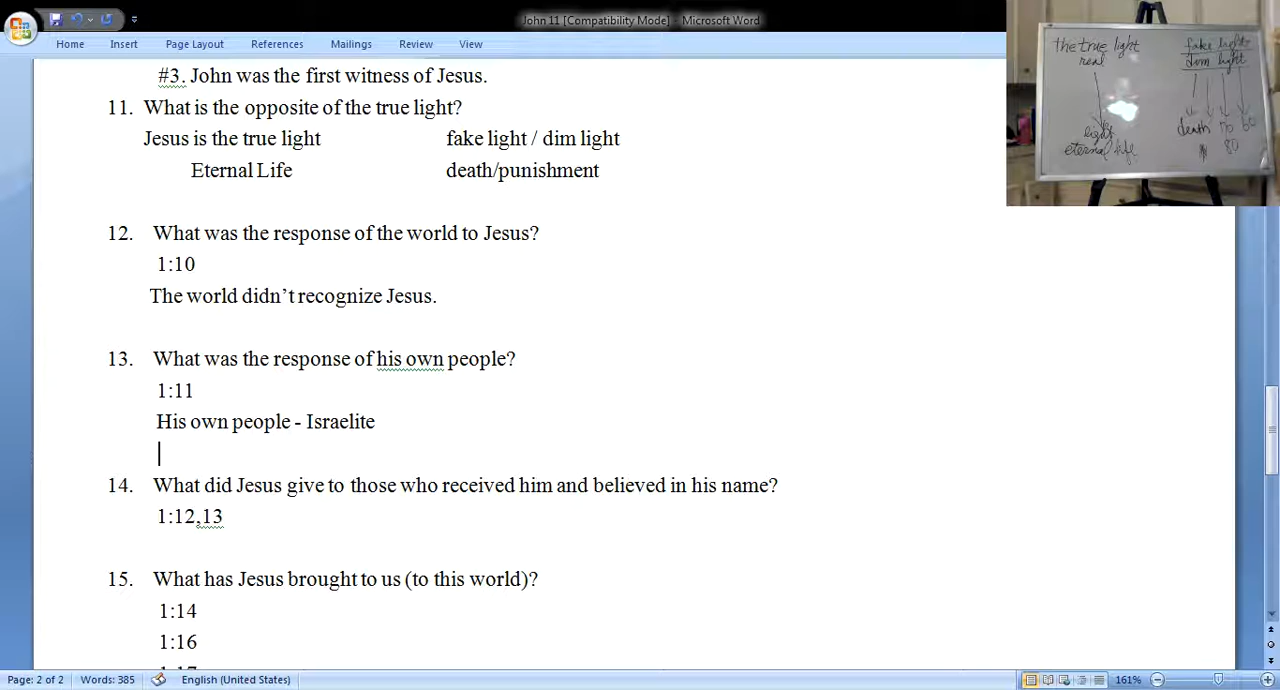 John 11 [Compatibility Mode] - Microsoft Word
Home Insert Page Layout References Mailings Review View
#3. John was the first witness of Jesus.
11. What is the opposite of the true light?
Jesus is the true light fake light / dim light
Eternal Life death/punishment
12. What was the response of the world to Jesus?
1:10
The world didn't recognize Jesus.
13. What was the response of his own people?
1:11
His own people - Israelite
14. What did Jesus give to those who received him and believed in his name?
1:12,13
15. What has Jesus brought to us (to this world)?
1:14
1:16
1:17
Page: 2 of 2 Words: 385 English (United States) 161%
the true light
real
light
eternal life
fake light
dim light
death 70 60
80